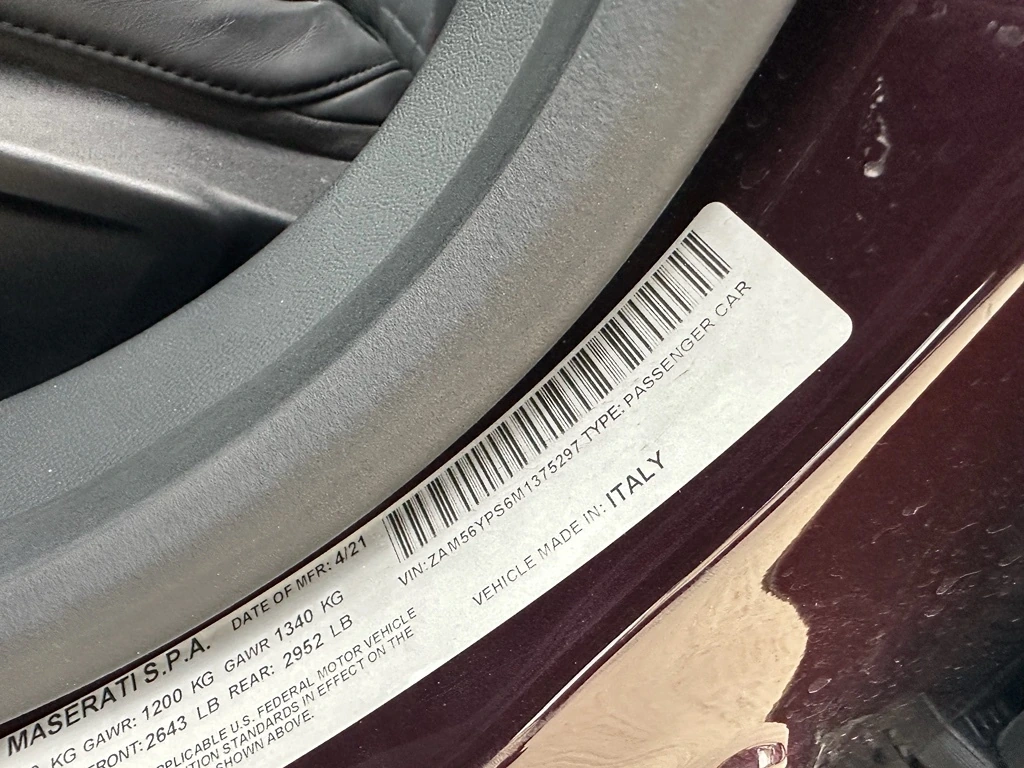 MASERATI S.P.A. DATE OF MFR: 4/21
KG GAWR: 1200 KG GAWR 1340 KG
FRONT: 2643 LB REAR: 2952 LB
APPLICABLE U.S. FEDERAL MOTOR VEHICLE
STANDARDS IN EFFECT ON THE
SHOWN ABOVE.
VIN: ZAM56YPS6M1375297 TYPE: PASSENGER CAR
VEHICLE MADE IN: ITALY